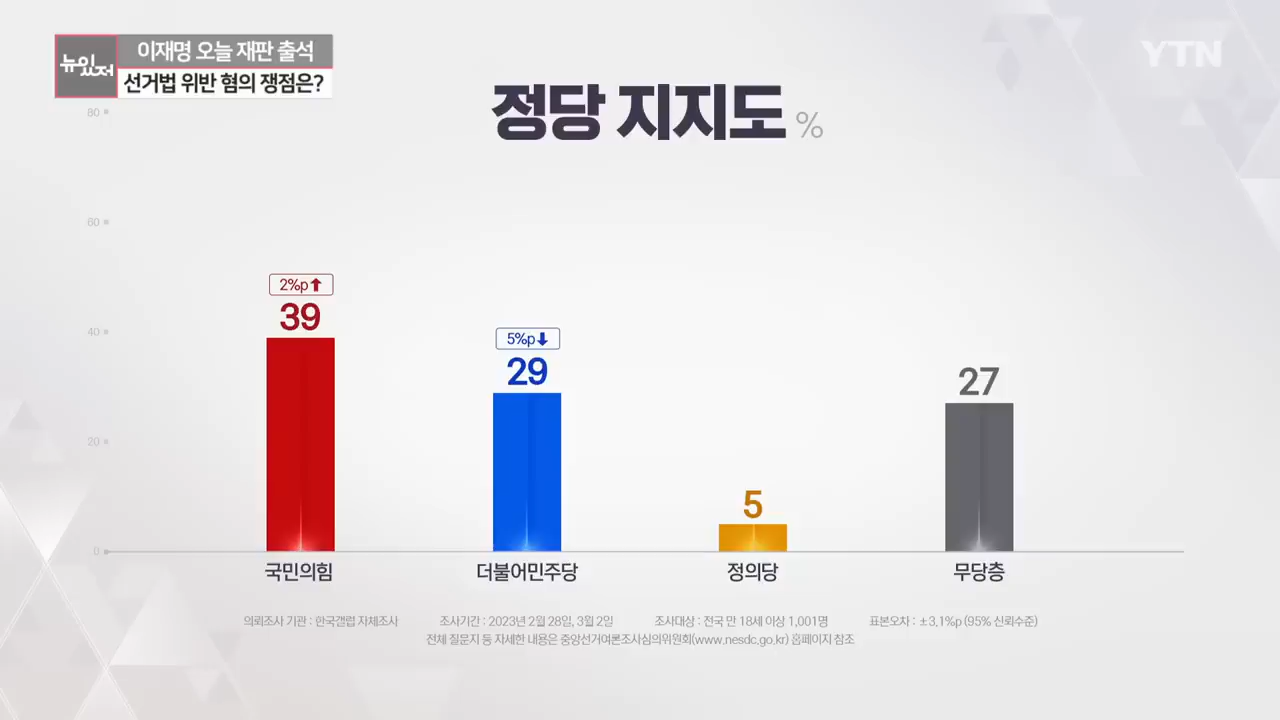 뉴있저
이재명 오늘 재판 출석
선거법 위반 혐의 쟁점은?
YTN
정당 지지도 %
80
60
40
20
0
2%p⬆
39
5%p⬇
29
5
27
국민의힘
더불어민주당
정의당
무당층
의뢰조사 기관 : 한국갤럽 자체조사
조사기간 : 2023년 2월 28일, 3월 2일
조사대상 : 전국 만 18세 이상 1,001명
표본오차 : ±3.1%p (95% 신뢰수준)
전체 질문지 등 자세한 내용은 중앙선거여론조사심의위원회(www.nesdc.go.kr) 홈페이지 참조